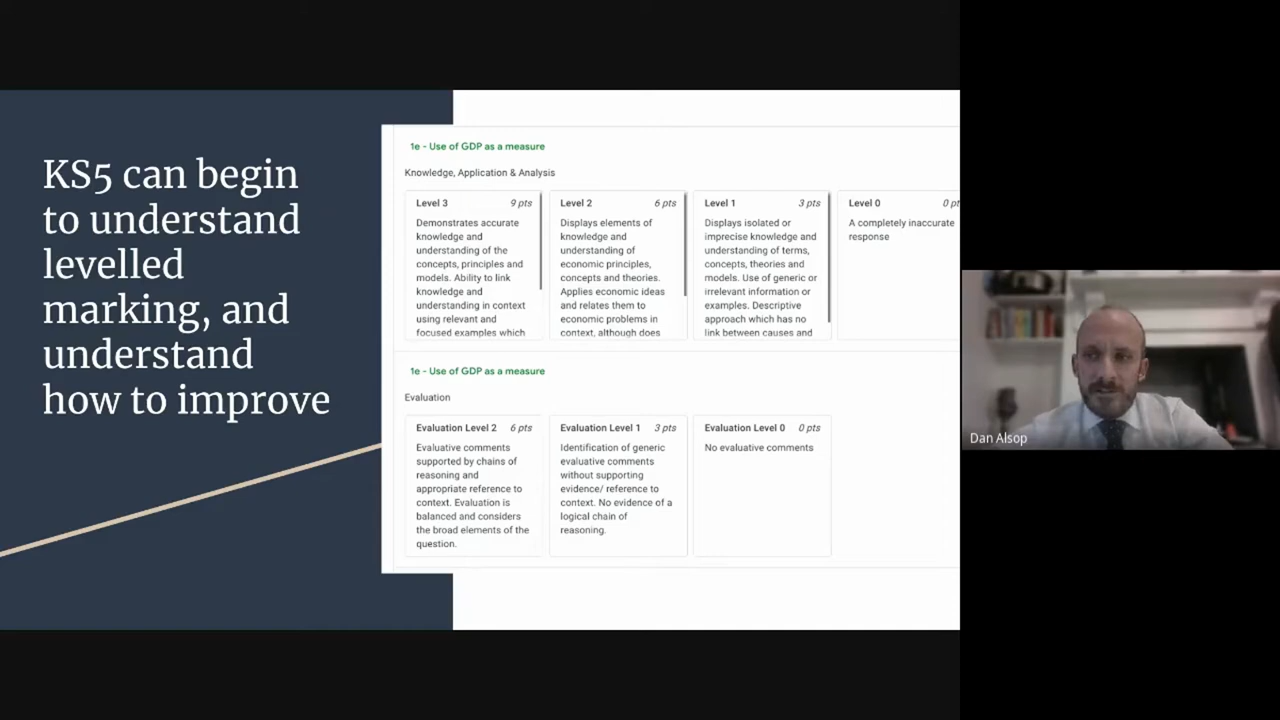 KS5 can begin
to understand
levelled
marking, and
understand
how to improve
1e - Use of GDP as a measure
Knowledge, Application & Analysis
Level 3 9 pts
Demonstrates accurate
knowledge and
understanding of the
concepts, principles and
models. Ability to link
knowledge and
understanding in context
using relevant and
focused examples which
Level 2 6 pts
Displays elements of
knowledge and
understanding of
economic principles,
concepts and theories.
Applies economic ideas
and relates them to
economic problems in
context, although does
Level 1 3 pts
Displays isolated or
imprecise knowledge and
understanding of terms,
concepts, theories and
models. Use of generic or
irrelevant information or
examples. Descriptive
approach which has no
link between causes and
Level 0 0 pt
A completely inaccurate
response
1e - Use of GDP as a measure
Evaluation
Evaluation Level 2 6 pts
Evaluative comments
supported by chains of
reasoning and
appropriate reference to
context. Evaluation is
balanced and considers
the broad elements of the
question.
Evaluation Level 1 3 pts
Identification of generic
evaluative comments
without supporting
evidence/ reference to
context. No evidence of a
logical chain of
reasoning.
Evaluation Level 0 0 pts
No evaluative comments
Dan Alsop